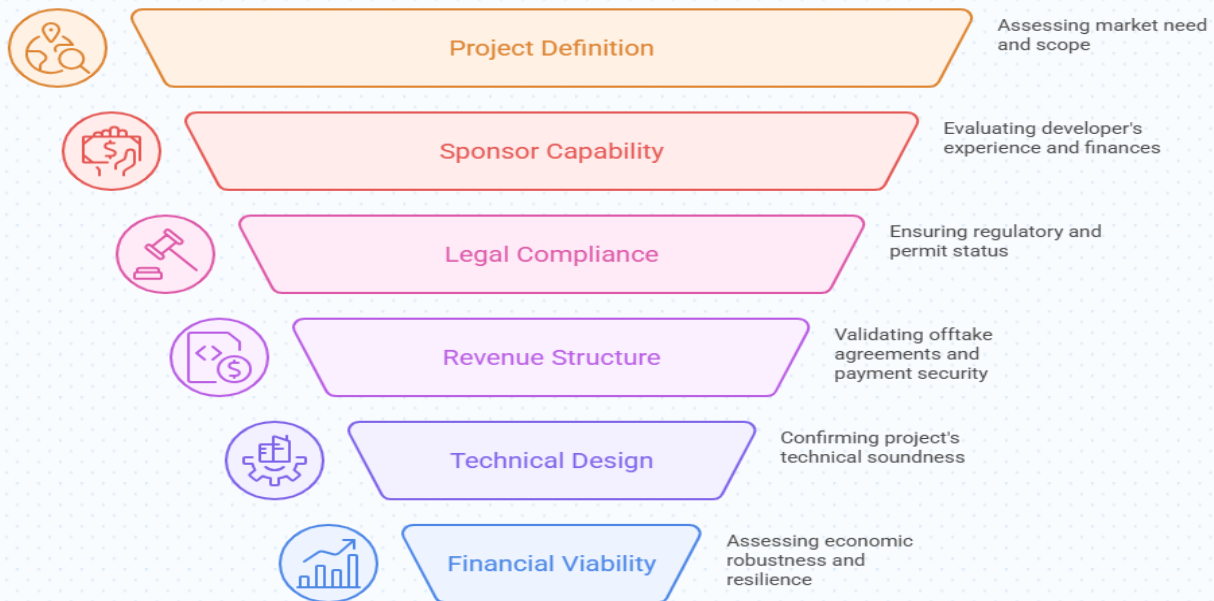 Project Definition
Assessing market need
and scope
Sponsor Capability
Evaluating developer's
experience and finances
Legal Compliance
Ensuring regulatory and
permit status
Revenue Structure
Validating offtake
agreements and
payment security
Technical Design
Confirming project's
technical soundness
Financial Viability
Assessing economic
robustness and
resilience